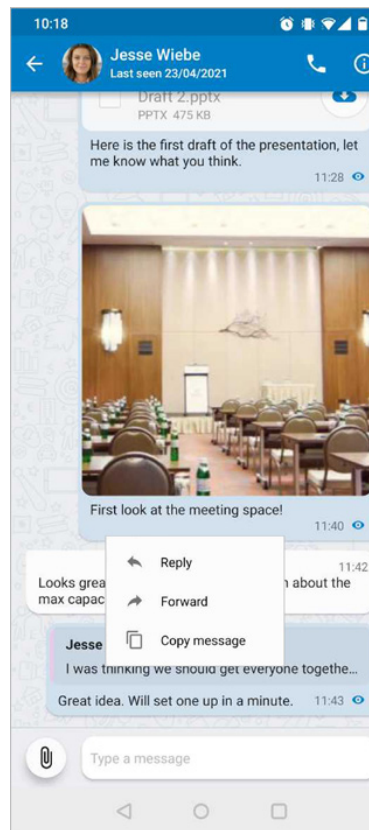 10:18
Jesse Wiebe
Last seen 23/04/2021
Draft 2.pptx
PPTX 475 KB
Here is the first draft of the presentation, let
me know what you think.
11:28
First look at the meeting space!
11:40
Reply
Forward
Copy message
11:42
Looks about the
max
Jesse
I was thinking we should get everyone togethe...
Great idea. Will set one up in a minute. 11:43
Type a message